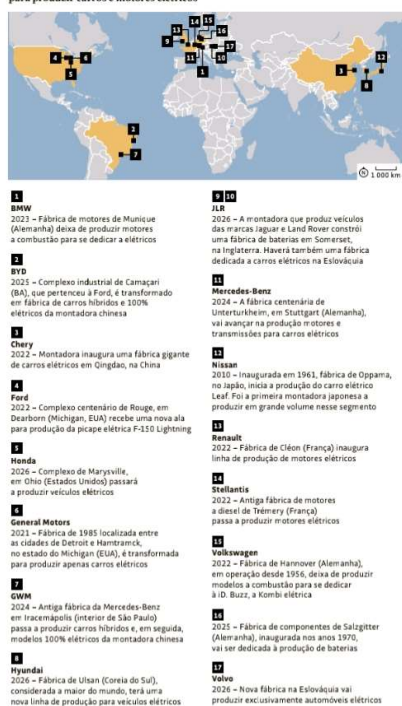 para produzir carros e motores elétricos
13
14
15
16
9
17
11
10
1
4
6
5
3
12
8
2
7
N
1 000 km
1
BMW
2023 – Fábrica de motores de Munique
(Alemanha) deixa de produzir motores
a combustão para se dedicar a elétricos
2
BYD
2025 – Complexo industrial de Camaçari
(BA), que pertenceu à Ford, é transformado
em fábrica de carros híbridos e 100%
elétricos da montadora chinesa
3
Chery
2022 – Montadora inaugura uma fábrica gigante
de carros elétricos em Qingdao, na China
4
Ford
2022 – Complexo centenário de Rouge, em
Dearborn (Michigan, EUA) recebe uma nova ala
para produção da picape elétrica F-150 Lightning
5
Honda
2026 – Complexo de Marysville,
em Ohio (Estados Unidos) passará
a produzir veículos elétricos
6
General Motors
2021 – Fábrica de 1985 localizada entre
as cidades de Detroit e Hamtramck,
no estado do Michigan (EUA), é transformada
para produzir apenas carros elétricos
7
GWM
2024 – Antiga fábrica da Mercedes-Benz
em Iracemápolis (interior de São Paulo)
passa a produzir carros híbridos e, em seguida,
modelos 100% elétricos da montadora chinesa
8
Hyundai
2026 – Fábrica de Ulsan (Coreia do Sul),
considerada a maior do mundo, terá uma
nova linha de produção para veículos elétricos
9 10
JLR
2026 – A montadora que produz veículos
das marcas Jaguar e Land Rover constrói
uma fábrica de baterias em Somerset,
na Inglaterra. Haverá também uma fábrica
dedicada a carros elétricos na Eslováquia
11
Mercedes-Benz
2024 – A fábrica centenária de
Unterturkheim, em Stuttgart (Alemanha),
vai avançar na produção motores e
transmissões para carros elétricos
12
Nissan
2010 – Inaugurada em 1961, fábrica de Oppama,
no Japão, inicia a produção do carro elétrico
Leaf. Foi a primeira montadora japonesa a
produzir em grande volume nesse segmento
13
Renault
2022 – Fábrica de Cléon (França) inaugura
linha de produção de motores elétricos
14
Stellantis
2022 – Antiga fábrica de motores
a diesel de Trémery (França)
passa a produzir motores elétricos
15
Volkswagen
2022 – Fábrica de Hannover (Alemanha),
em operação desde 1956, deixa de produzir
modelos a combustão para se dedicar
à iD. Buzz, a Kombi elétrica
16
2025 – Fábrica de componentes de Salzgitter
(Alemanha), inaugurada nos anos 1970,
vai ser dedicada à produção de baterias
17
Volvo
2026 – Nova fábrica na Eslováquia vai
produzir exclusivamente automóveis elétricos